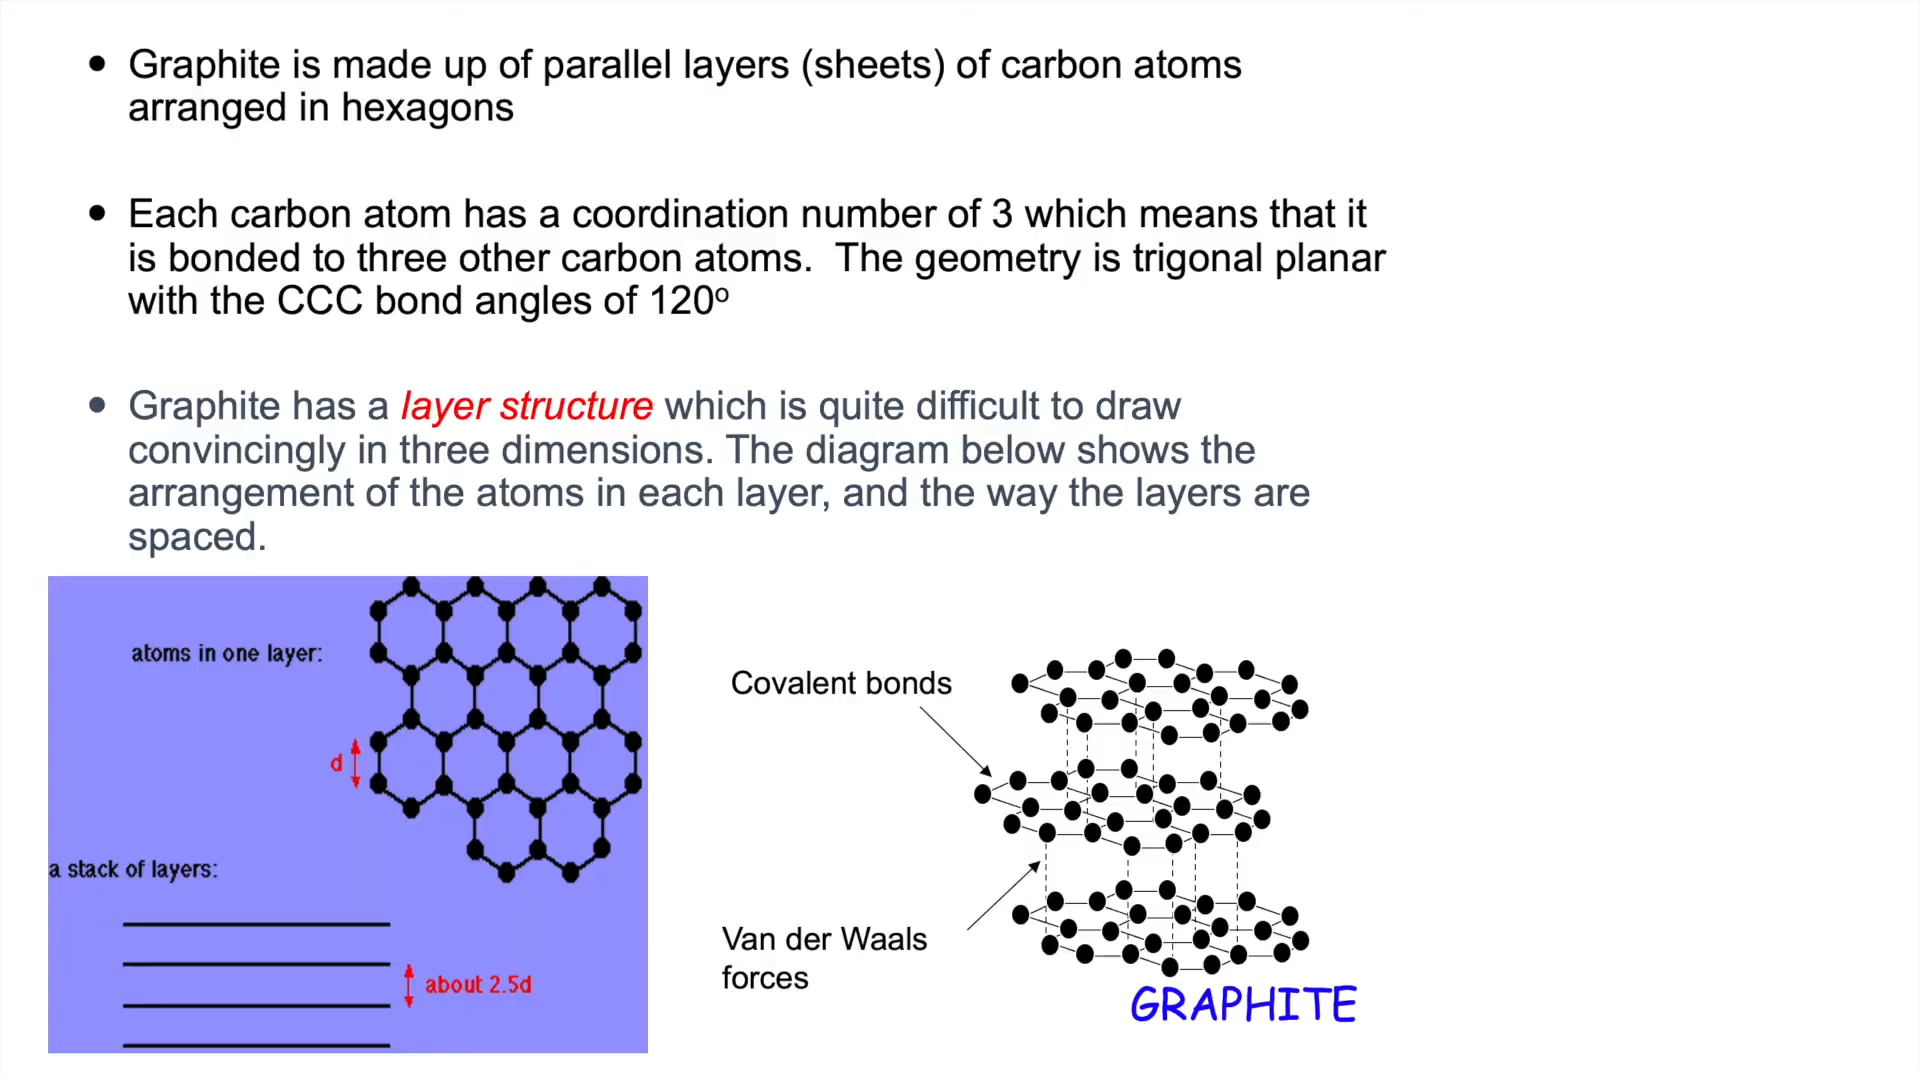 • Graphite is made up of parallel layers (sheets) of carbon atoms
arranged in hexagons
• Each carbon atom has a coordination number of 3 which means that it
is bonded to three other carbon atoms.  The geometry is trigonal planar
with the CCC bond angles of 120º
• Graphite has a layer structure which is quite difficult to draw
convincingly in three dimensions. The diagram below shows the
arrangement of the atoms in each layer, and the way the layers are
spaced.
atoms in one layer:
d
a stack of layers:
about 2.5d
Covalent bonds
Van der Waals
forces
GRAPHITE